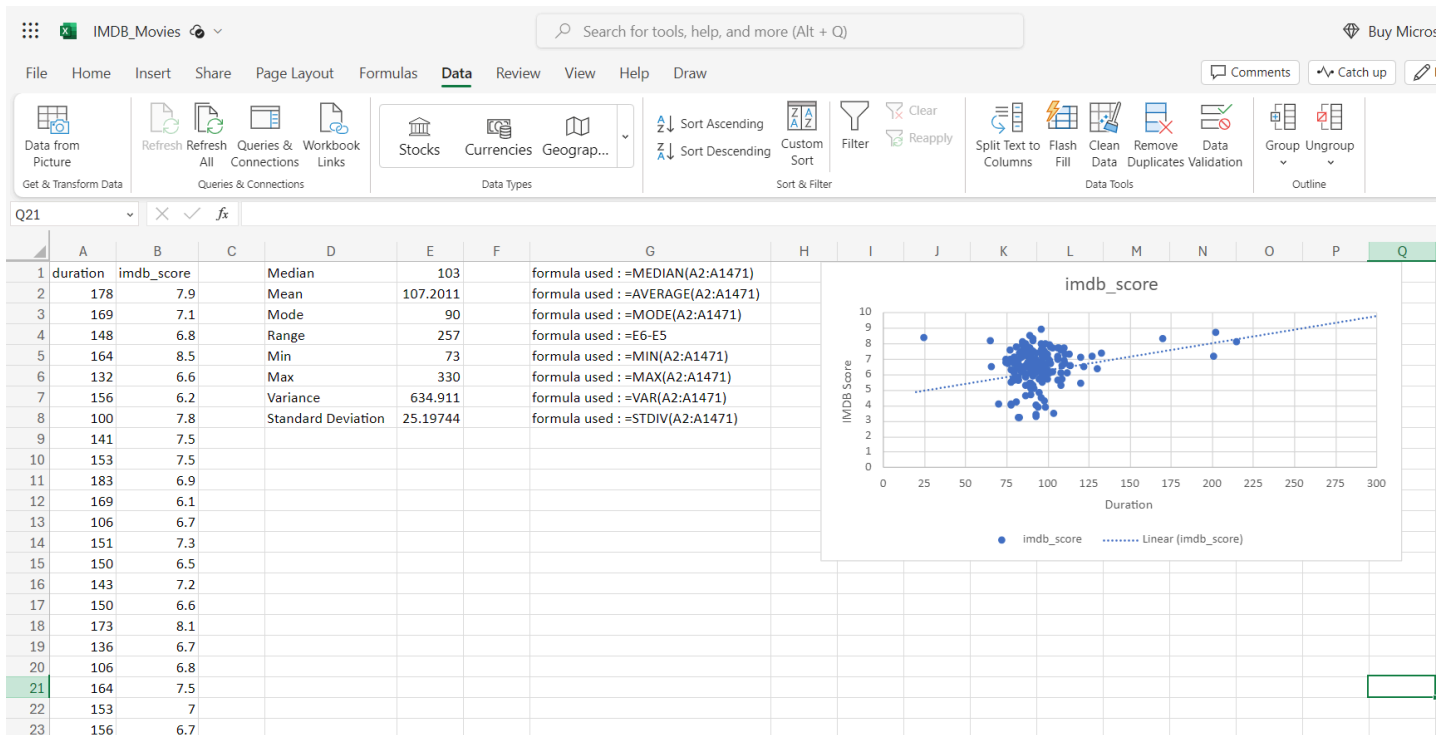 IMDB_Movies
Search for tools, help, and more (Alt + Q)
Buy Micros
File Home Insert Share Page Layout Formulas Data Review View Help Draw
Comments Catch up
Data from Picture
Refresh
Refresh All
Queries & Connections
Workbook Links
Stocks Currencies Geograp...
Sort Ascending
Sort Descending
Custom Sort
Filter
Clear
Reapply
Split Text to Columns
Flash Fill
Clean Data
Remove Duplicates
Data Validation
Group Ungroup
Get & Transform Data Queries & Connections Data Types Sort & Filter Data Tools Outline
Q21 fx
A B C D E F G H I J K L M N O P Q
1 duration imdb_score Median 103 formula used : =MEDIAN(A2:A1471)
2 178 7.9 Mean 107.2011 formula used : =AVERAGE(A2:A1471)
3 169 7.1 Mode 90 formula used : =MODE(A2:A1471)
4 148 6.8 Range 257 formula used : =E6-E5
5 164 8.5 Min 73 formula used : =MIN(A2:A1471)
6 132 6.6 Max 330 formula used : =MAX(A2:A1471)
7 156 6.2 Variance 634.911 formula used : =VAR(A2:A1471)
8 100 7.8 Standard Deviation 25.19744 formula used : =STDIV(A2:A1471)
9 141 7.5
10 153 7.5
11 183 6.9
12 169 6.1
13 106 6.7
14 151 7.3
15 150 6.5
16 143 7.2
17 150 6.6
18 173 8.1
19 136 6.7
20 106 6.8
21 164 7.5
22 153 7
23 156 6.7
imdb_score
10
9
8
7
6
5
4
3
2
1
0
IMDB Score
0 25 50 75 100 125 150 175 200 225 250 275 300
Duration
imdb_score Linear (imdb_score)